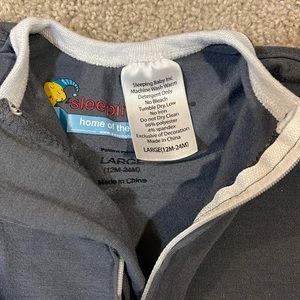 sleepin
home of the
Sleeping Baby Inc
Machine Wash Warm
Detergent Only
No Bleach
Tumble Dry, Low
No Iron
Do not Dry Clean
96% polyester
4% spandex
Exclusive of Decoration
Made in China
LARGE(12M-24M)
LARGE
(12M-24M)
Made in China